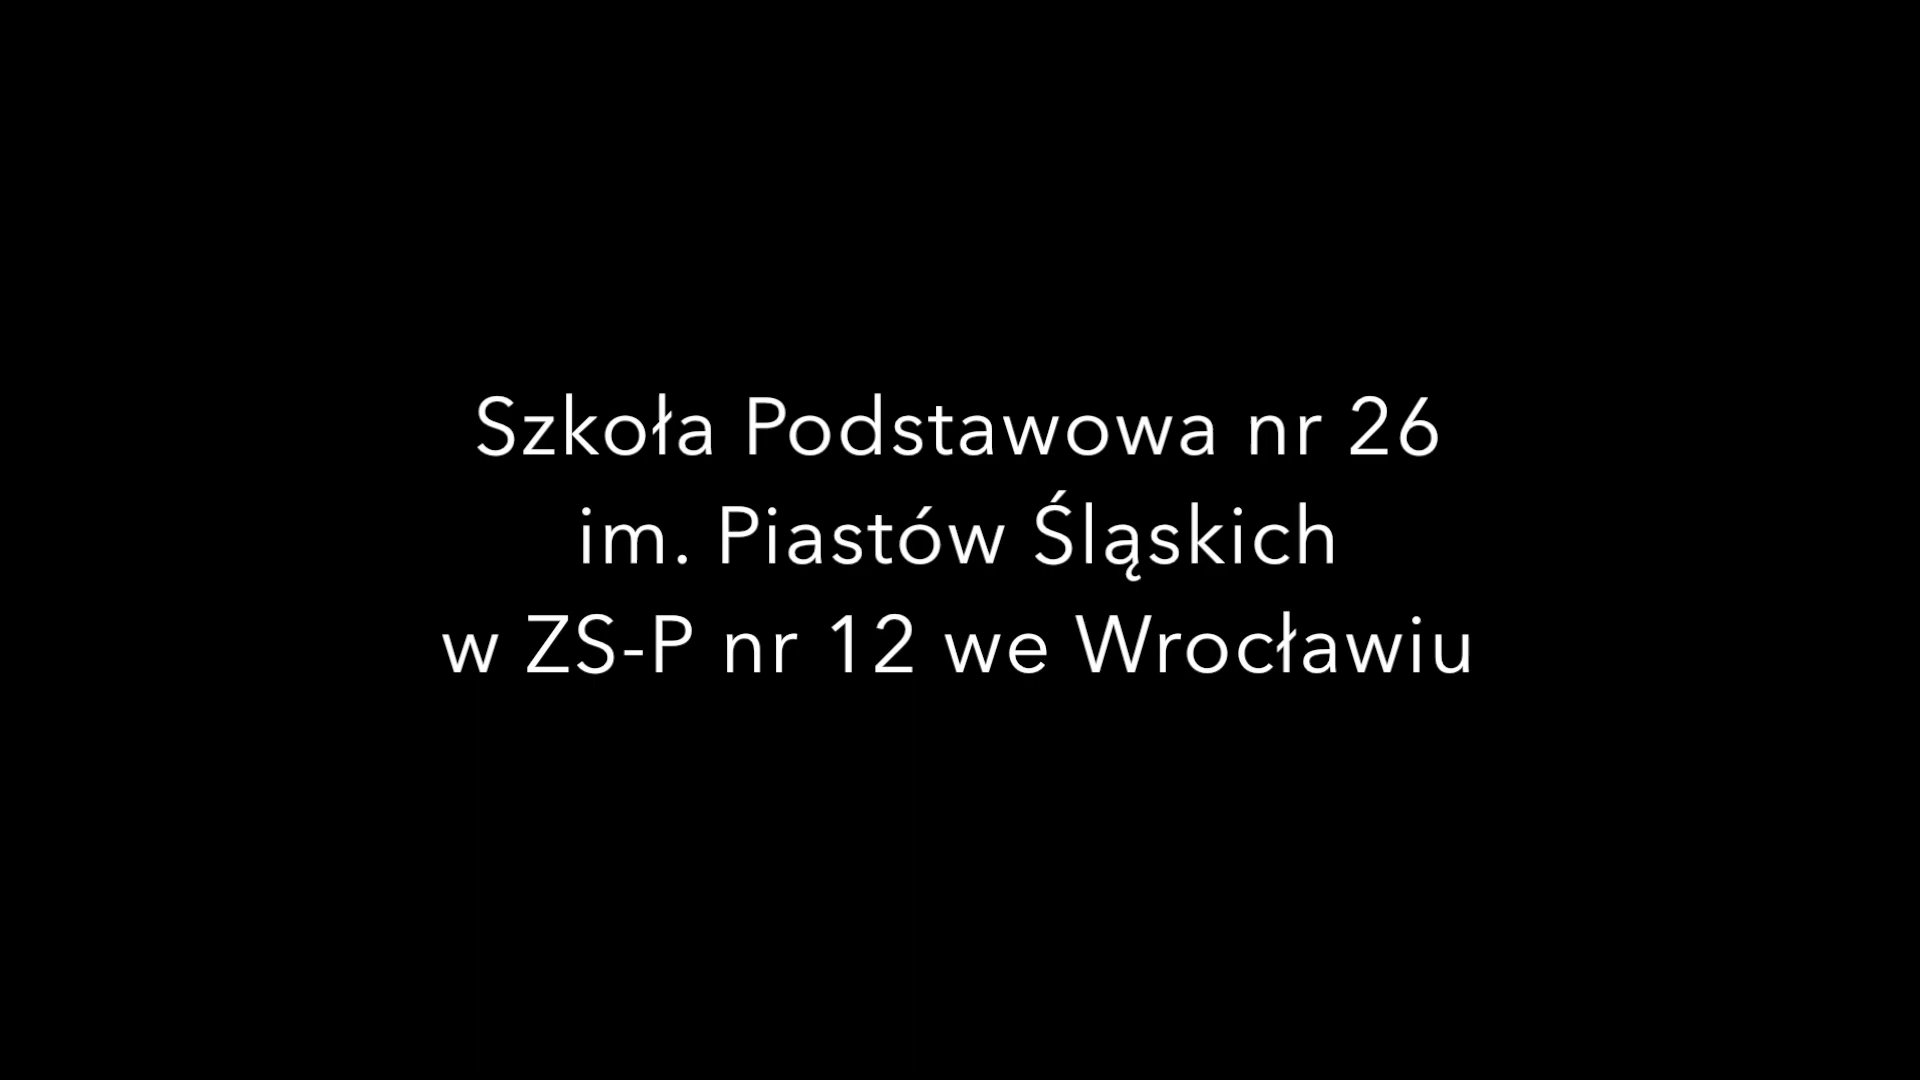 Szkoła Podstawowa nr 26
im. Piastów Śląskich
w ZS-P nr 12 we Wrocławiu